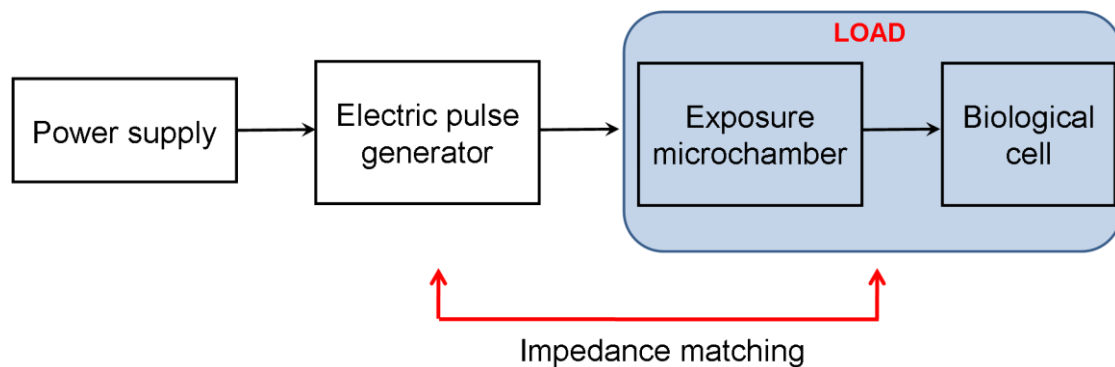 LOAD
Power supply
Electric pulse
generator
Exposure
microchamber
Biological
cell
Impedance matching